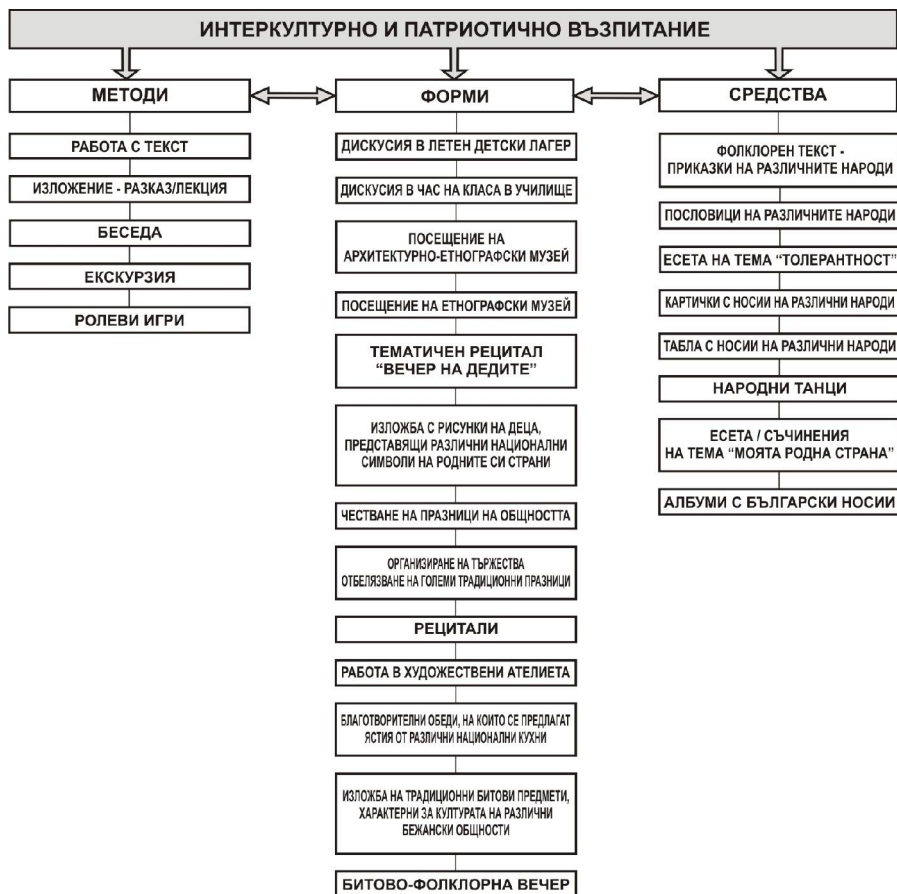 ИНТЕРКУЛТУРНО И ПАТРИОТИЧНО ВЪЗПИТАНИЕ
МЕТОДИ
РАБОТА С ТЕКСТ
ИЗЛОЖЕНИЕ - РАЗКАЗ/ЛЕКЦИЯ
БЕСЕДА
ЕКСКУРЗИЯ
РОЛЕВИ ИГРИ
ФОРМИ
ДИСКУСИЯ В ЛЕТЕН ДЕТСКИ ЛАГЕР
ДИСКУСИЯ В ЧАС НА КЛАСА В УЧИЛИЩЕ
ПОСЕЩЕНИЕ НА
АРХИТЕКТУРНО-ЕТНОГРАФСКИ МУЗЕЙ
ПОСЕЩЕНИЕ НА ЕТНОГРАФСКИ МУЗЕЙ
ТЕМАТИЧЕН РЕЦИТАЛ
“ВЕЧЕР НА ДЕДИТЕ”
ИЗЛОЖБА С РИСУНКИ НА ДЕЦА,
ПРЕДСТАВЯЩИ РАЗЛИЧНИ НАЦИОНАЛНИ
СИМВОЛИ НА РОДНИТЕ СИ СТРАНИ
ЧЕСТВАНЕ НА ПРАЗНИЦИ НА ОБЩНОСТТА
ОРГАНИЗИРАНЕ НА ТЪРЖЕСТВА
ОТБЕЛЯЗВАНЕ НА ГОЛЕМИ ТРАДИЦИОННИ ПРАЗНИЦИ
РЕЦИТАЛИ
РАБОТА В ХУДОЖЕСТВЕНИ АТЕЛИЕТА
БЛАГОТВОРИТЕЛНИ ОБЕДИ, НА КОИТО СЕ ПРЕДЛАГАТ
ЯСТИЯ ОТ РАЗЛИЧНИ НАЦИОНАЛНИ КУХНИ
ИЗЛОЖБА НА ТРАДИЦИОННИ БИТОВИ ПРЕДМЕТИ,
ХАРАКТЕРНИ ЗА КУЛТУРАТА НА РАЗЛИЧНИ
БЕЖАНСКИ ОБЩНОСТИ
БИТОВО-ФОЛКЛОРНА ВЕЧЕР
СРЕДСТВА
ФОЛКЛОРЕН ТЕКСТ -
ПРИКАЗКИ НА РАЗЛИЧНИТЕ НАРОДИ
ПОСЛОВИЦИ НА РАЗЛИЧНИТЕ НАРОДИ
ЕСЕТА НА ТЕМА “ТОЛЕРАНТНОСТ”
КАРТИЧКИ С НОСИИ НА РАЗЛИЧНИ НАРОДИ
ТАБЛА С НОСИИ НА РАЗЛИЧНИ НАРОДИ
НАРОДНИ ТАНЦИ
ЕСЕТА / СЪЧИНЕНИЯ
НА ТЕМА “МОЯТА РОДНА СТРАНА”
АЛБУМИ С БЪЛГАРСКИ НОСИИ